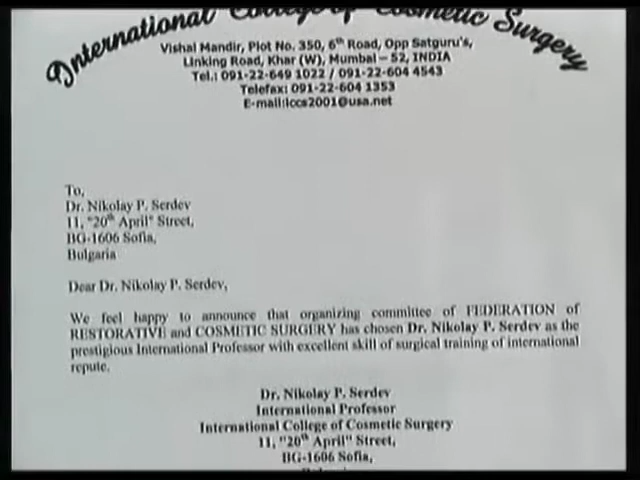 International College of Cosmetic Surgery
Vishal Mandir, Plot No. 350, 6th Road, Opp Satguru's,
Linking Road, Khar (W), Mumbai – 52, INDIA
Tel.: 091-22-649 1022 / 091-22-604 4543
Telefax: 091-22-604 1353
E-mail:iccs2001@usa.net
To,
Dr. Nikolay P. Serdev
11, "20th April" Street,
BG-1606 Sofia,
Bulgaria
Dear Dr. Nikolay P. Serdev,
We feel happy to announce that organizing committee of FEDERATION of
RESTORATIVE and COSMETIC SURGERY has chosen Dr. Nikolay P. Serdev as the
prestigious International Professor with excellent skill of surgical training of international
repute.
Dr. Nikolay P. Serdev
International Professor
International College of Cosmetic Surgery
11, "20th April" Street,
BG-1606 Sofia,